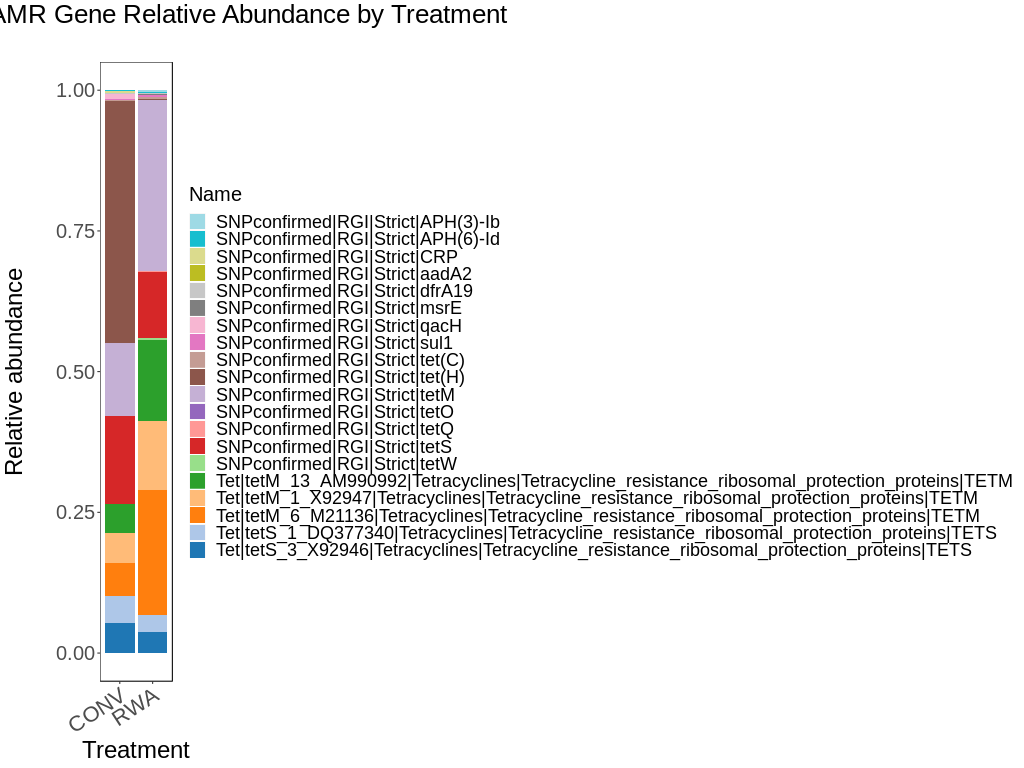 AMR Gene Relative Abundance by Treatment
1.00
0.75
0.50
0.25
0.00
Relative abundance
CONV
RWA
Treatment
Name
SNPconfirmed|RGI|Strict|APH(3)-Ib
SNPconfirmed|RGI|Strict|APH(6)-Id
SNPconfirmed|RGI|Strict|CRP
SNPconfirmed|RGI|Strict|aadA2
SNPconfirmed|RGI|Strict|dfrA19
SNPconfirmed|RGI|Strict|msrE
SNPconfirmed|RGI|Strict|qacH
SNPconfirmed|RGI|Strict|sul1
SNPconfirmed|RGI|Strict|tet(C)
SNPconfirmed|RGI|Strict|tet(H)
SNPconfirmed|RGI|Strict|tetM
SNPconfirmed|RGI|Strict|tetO
SNPconfirmed|RGI|Strict|tetQ
SNPconfirmed|RGI|Strict|tetS
SNPconfirmed|RGI|Strict|tetW
Tet|tetM_13_AM990992|Tetracyclines|Tetracycline_resistance_ribosomal_protection_proteins|TETM
Tet|tetM_1_X92947|Tetracyclines|Tetracycline_resistance_ribosomal_protection_proteins|TETM
Tet|tetM_6_M21136|Tetracyclines|Tetracycline_resistance_ribosomal_protection_proteins|TETM
Tet|tetS_1_DQ377340|Tetracyclines|Tetracycline_resistance_ribosomal_protection_proteins|TETS
Tet|tetS_3_X92946|Tetracyclines|Tetracycline_resistance_ribosomal_protection_proteins|TETS